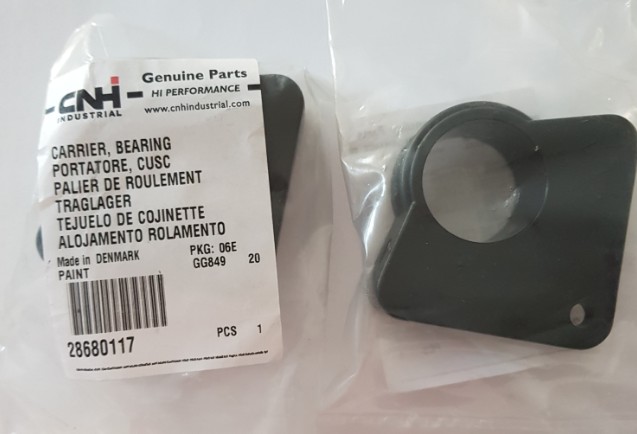 CNH
INDUSTRIAL
Genuine Parts
HI PERFORMANCE
www.cnhindustrial.com
CARRIER, BEARING
PORTATORE, CUSC
PALIER DE ROULEMENT
TRAGLAGER
TEJUELO DE COJINETTE
ALOJAMENTO ROLAMENTO
Made in DENMARK PKG: 06E
PAINT GG849 20
28680117 PCS 1